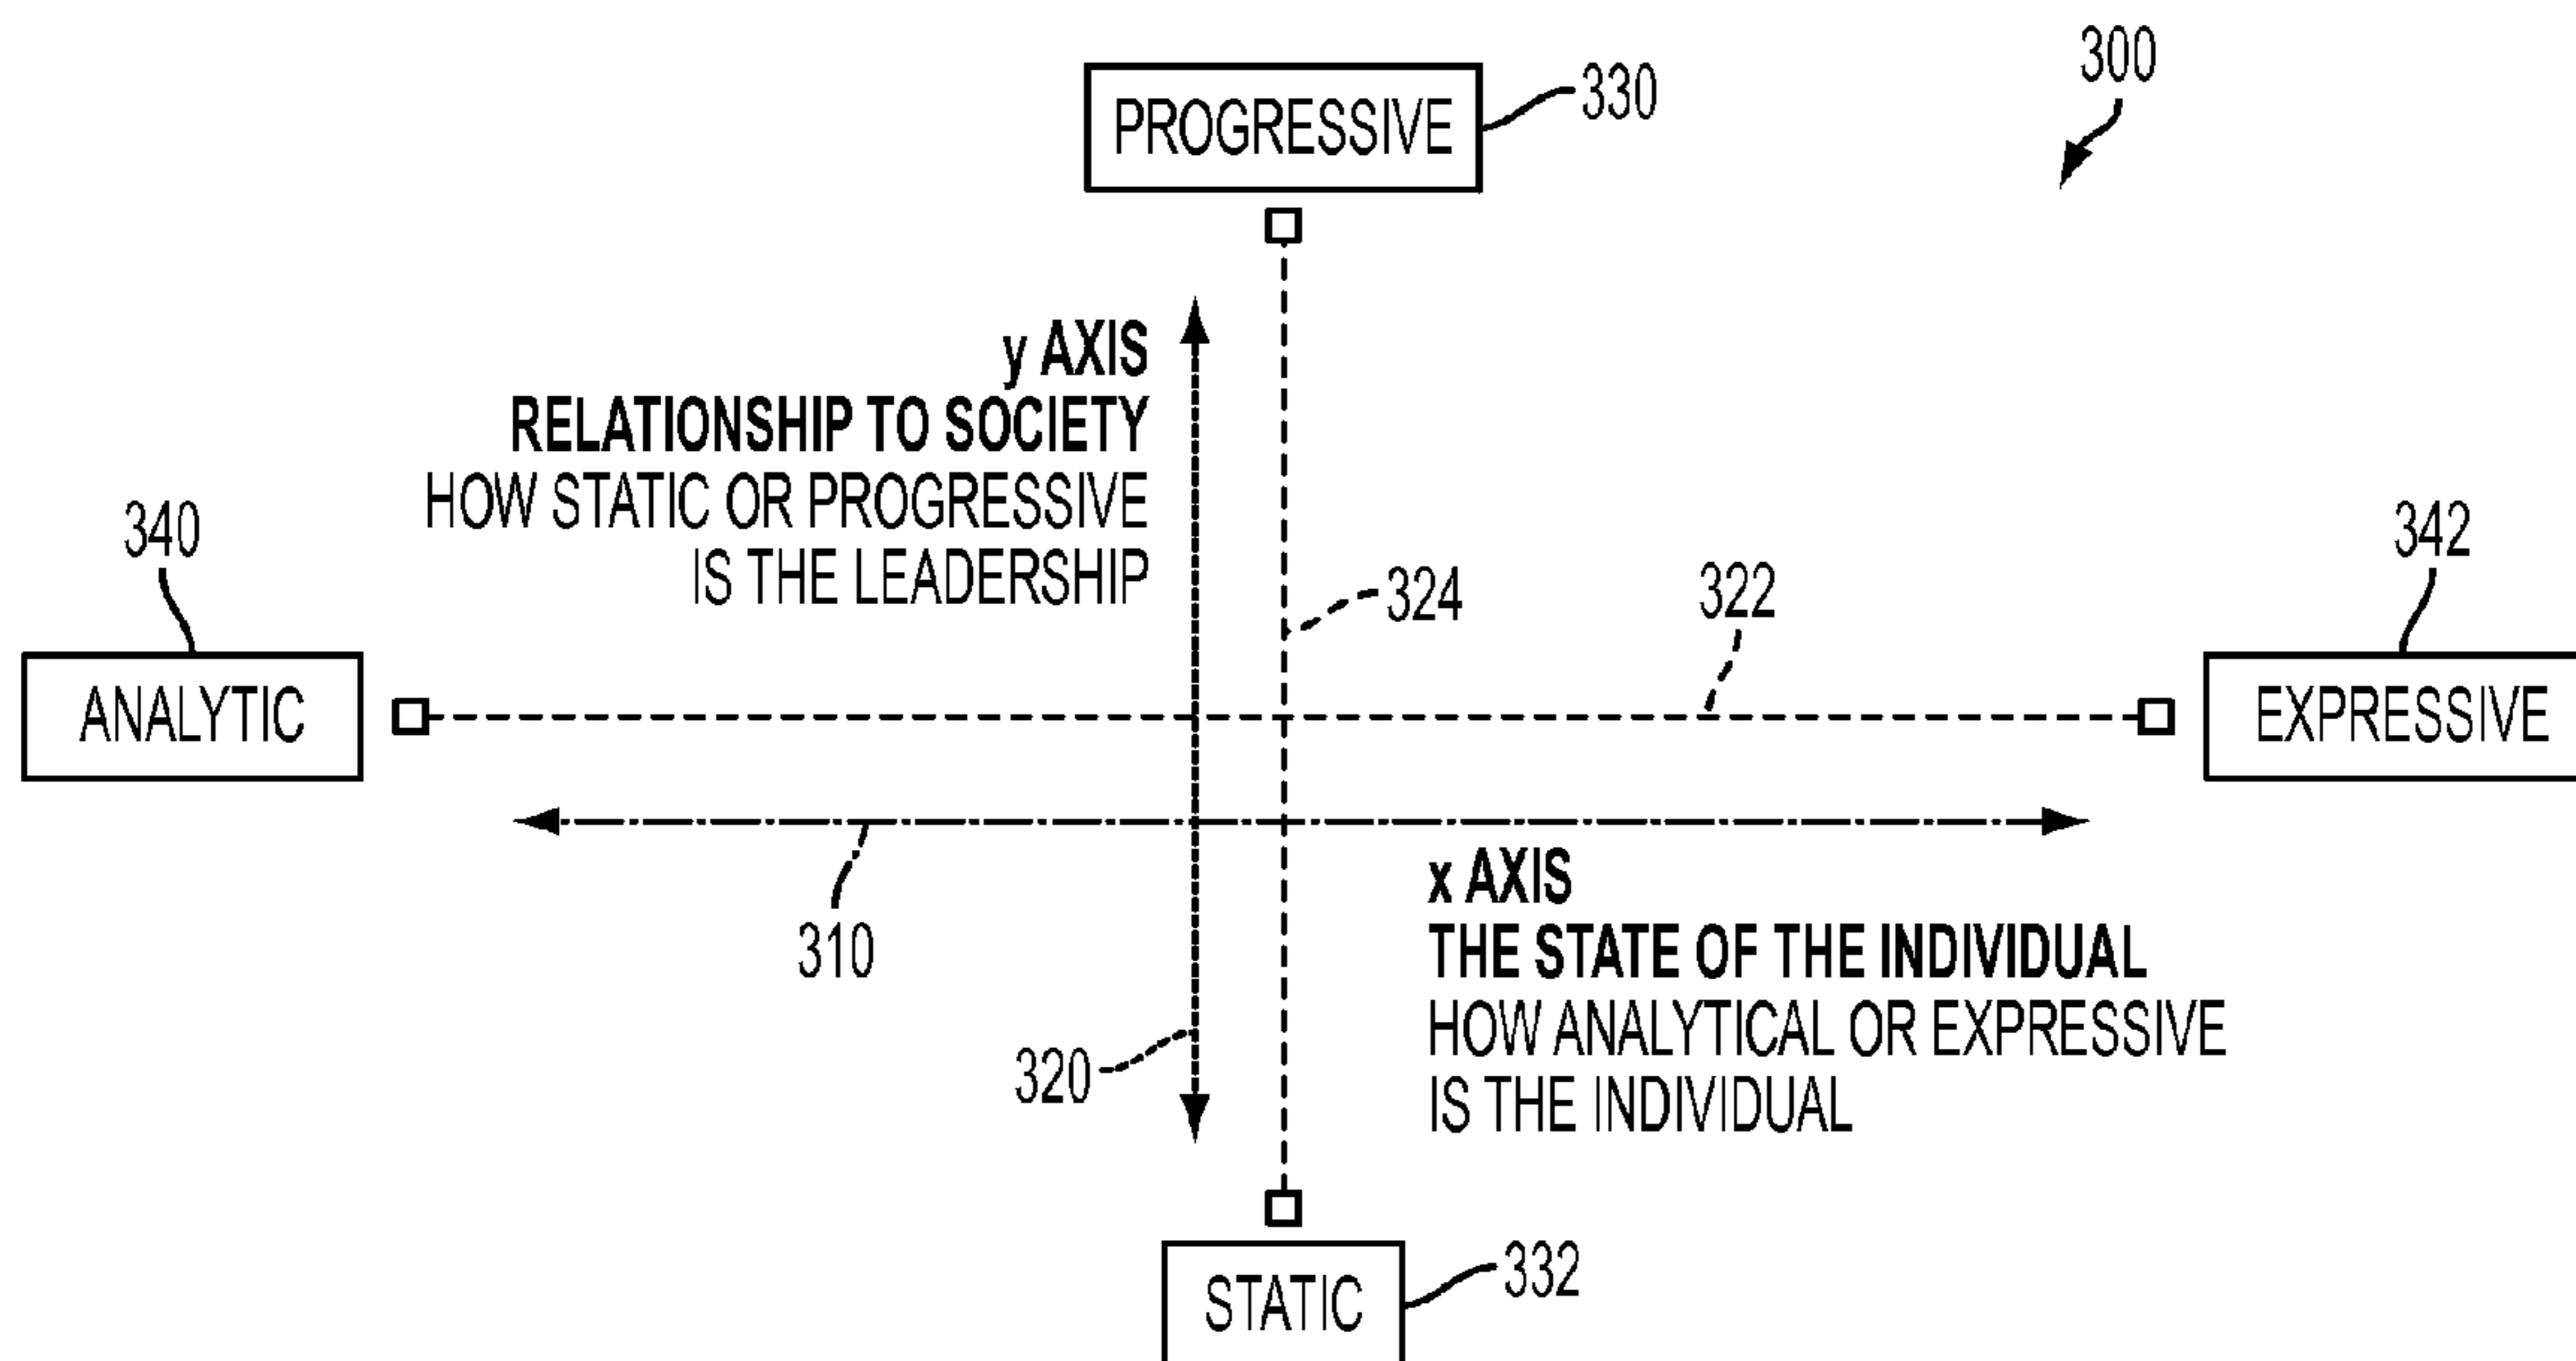 300
PROGRESSIVE
330
y AXIS
RELATIONSHIP TO SOCIETY
HOW STATIC OR PROGRESSIVE
IS THE LEADERSHIP
340
324
322
342
ANALYTIC
EXPRESSIVE
310
x AXIS
THE STATE OF THE INDIVIDUAL
HOW ANALYTICAL OR EXPRESSIVE
IS THE INDIVIDUAL
320
STATIC
332